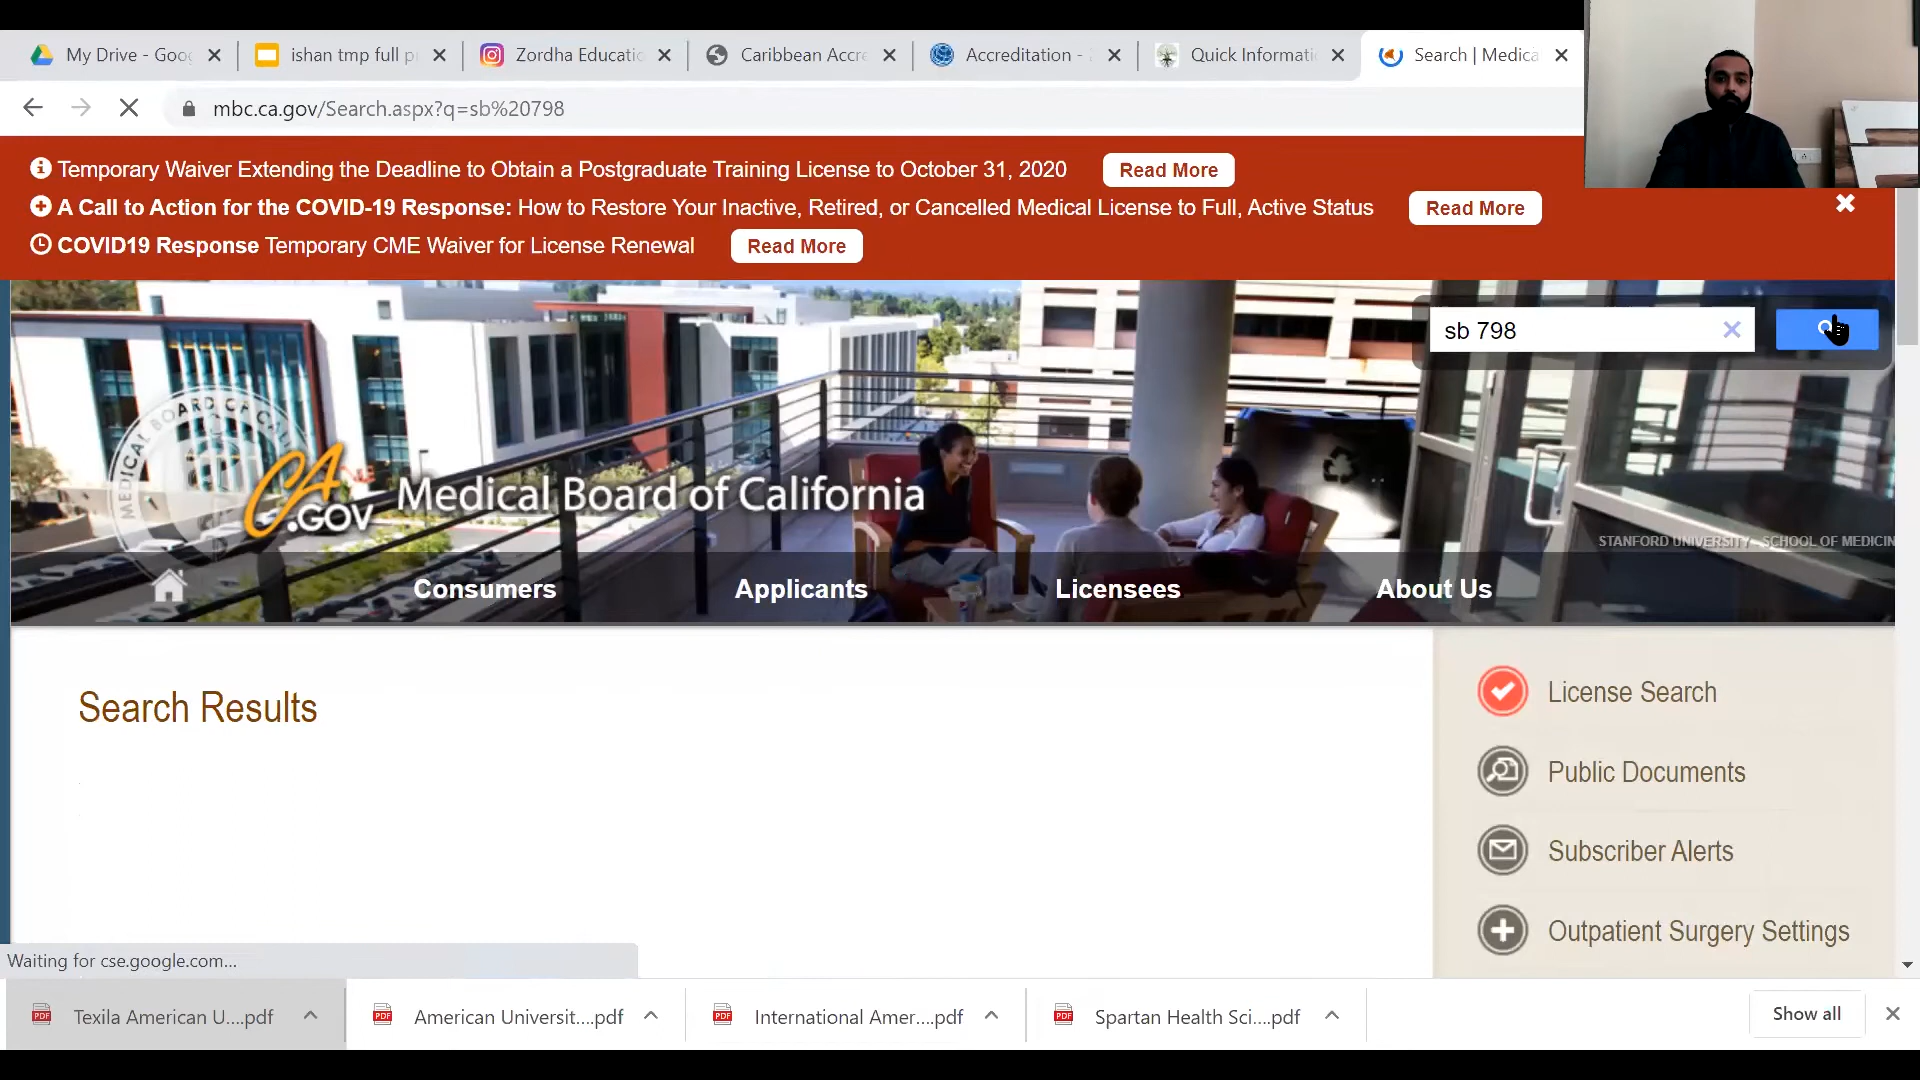 My Drive - Goo
ishan tmp full p
Zordha Educati
Caribbean Accre
Accreditation -
Quick Informati
Search | Medica
mbc.ca.gov/Search.aspx?q=sb%20798
Temporary Waiver Extending the Deadline to Obtain a Postgraduate Training License to October 31, 2020 Read More
A Call to Action for the COVID-19 Response: How to Restore Your Inactive, Retired, or Cancelled Medical License to Full, Active Status Read More
COVID19 Response Temporary CME Waiver for License Renewal Read More
sb 798
CA.GOV Medical Board of California
STANFORD UNIVERSITY - SCHOOL OF MEDICIN
Consumers Applicants Licensees About Us
Search Results
License Search
Public Documents
Subscriber Alerts
Outpatient Surgery Settings
Waiting for cse.google.com...
Texila American U....pdf
American Universit....pdf
International Amer....pdf
Spartan Health Sci....pdf
Show all